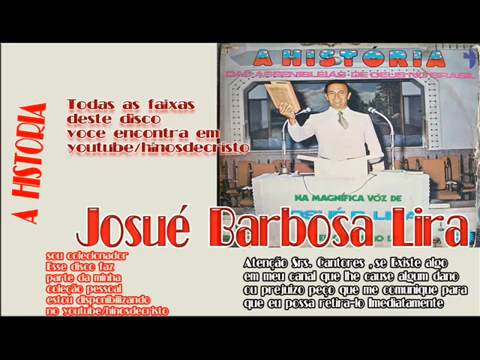 A HISTORIA
Todas as faixas
deste disco
voce encontra em
youtube/hinosdecristo
A HISTÓRIA
DAS ASSEMBLEIAS DE DEUS NO BRASIL
NA MAGNÍFICA VÓZ DE
Josué Barbosa Lira
sou colecionador
Esse disco faz
parte da minha
coleção pessoal
estou disponibilizando
no youtube/hinosdecristo
Atenção Srs. Cantores ,se Existe algo
em meu canal que lhe cause algum dano
ou prejuizo peço que me comunique para
que eu possa retira-lo Imediatamente